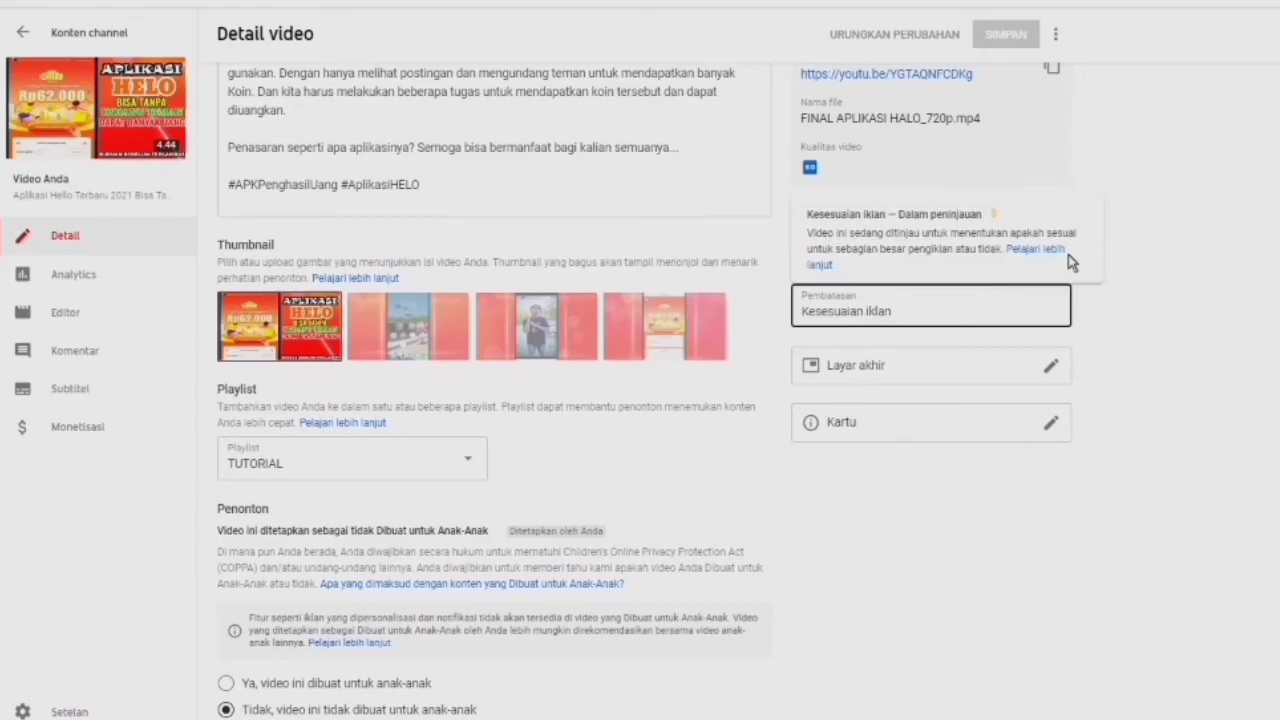 Konten channel
Detail video
URUNGKAN PERUBAHAN
SIMPAN
APLIKASI
HELO
BISA TANPA
DAPAT BANYAK UANG
Rp62.000
4.44
Video Anda
Aplikasi Hello Terbaru 2021 Bisa Ta...
Detail
Analytics
Editor
Komentar
Subtitel
Monetisasi
Setelan
gunakan. Dengan hanya melihat postingan dan mengundang teman untuk mendapatkan banyak
Koin. Dan kita harus melakukan beberapa tugas untuk mendapatkan koin tersebut dan dapat
diuangkan.
Penasaran seperti apa aplikasinya? Semoga bisa bermanfaat bagi kalian semuanya...
#APKPenghasilUang #AplikasiHELO
Thumbnail
Pilih atau upload gambar yang menunjukkan isi video Anda. Thumbnail yang bagus akan tampil menonjol dan menarik
perhatian penonton. Pelajari lebih lanjut
APLIKASI
HELO
Playlist
Tambahkan video Anda ke dalam satu atau beberapa playlist. Playlist dapat membantu penonton menemukan konten
Anda lebih cepat. Pelajari lebih lanjut
Playlist
TUTORIAL
Penonton
Video ini ditetapkan sebagai tidak Dibuat untuk Anak-Anak
Ditetapkan oleh Anda
Di mana pun Anda berada, Anda diwajibkan secara hukum untuk mematuhi Children's Online Privacy Protection Act
(COPPA) dan/atau undang-undang lainnya. Anda diwajibkan untuk memberi tahu kami apakah video Anda Dibuat untuk
Anak-Anak atau tidak. Apa yang dimaksud dengan konten yang Dibuat untuk Anak-Anak?
Fitur seperti iklan yang dipersonalisasi dan notifikasi tidak akan tersedia di video yang Dibuat untuk Anak-Anak. Video
yang ditetapkan sebagai Dibuat untuk Anak-Anak oleh Anda lebih mungkin direkomendasikan bersama video anak-
anak lainnya. Pelajari lebih lanjut
Ya, video ini dibuat untuk anak-anak
Tidak, video ini tidak dibuat untuk anak-anak
https://youtu.be/YGTAQNFCDKg
Nama file
FINAL APLIKASI HALO_720p.mp4
Kualitas video
SD
Kesesuaian iklan — Dalam peninjauan
Video ini sedang ditinjau untuk menentukan apakah sesuai
untuk sebagian besar pengiklan atau tidak. Pelajari lebih
lanjut
Pembatasan
Kesesuaian iklan
Layar akhir
Kartu